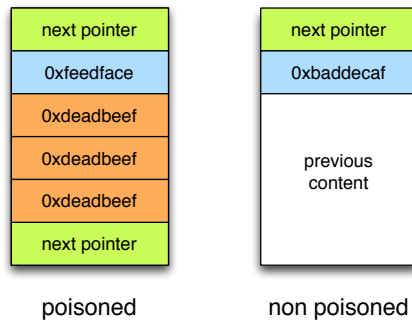 next pointer
0xfeedface
0xdeadbeef
0xdeadbeef
0xdeadbeef
next pointer
poisoned
next pointer
0xbaddecaf
previous
content
non poisoned